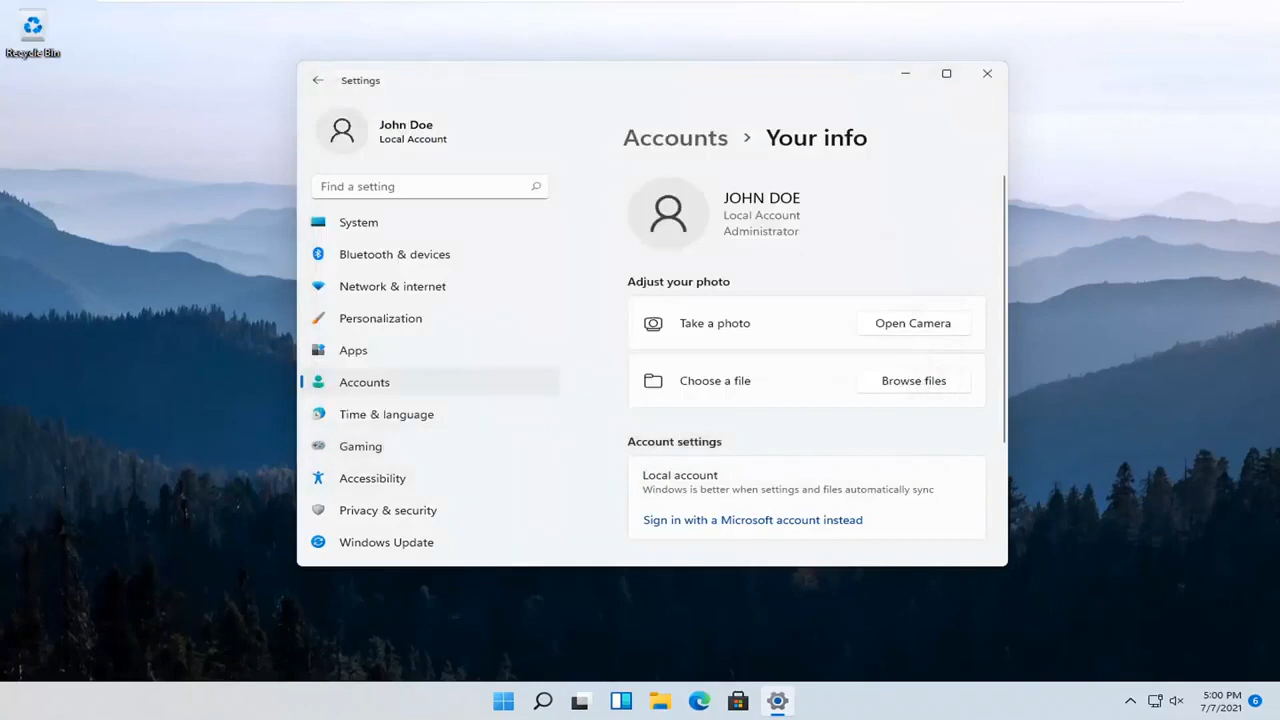 Recycle Bin
Settings
John Doe
Local Account
Find a setting
System
Bluetooth & devices
Network & internet
Personalization
Apps
Accounts
Time & language
Gaming
Accessibility
Privacy & security
Windows Update
Accounts › Your info
JOHN DOE
Local Account
Administrator
Adjust your photo
Take a photo
Open Camera
Choose a file
Browse files
Account settings
Local account
Windows is better when settings and files automatically sync
Sign in with a Microsoft account instead
5:00 PM
7/7/2021
6